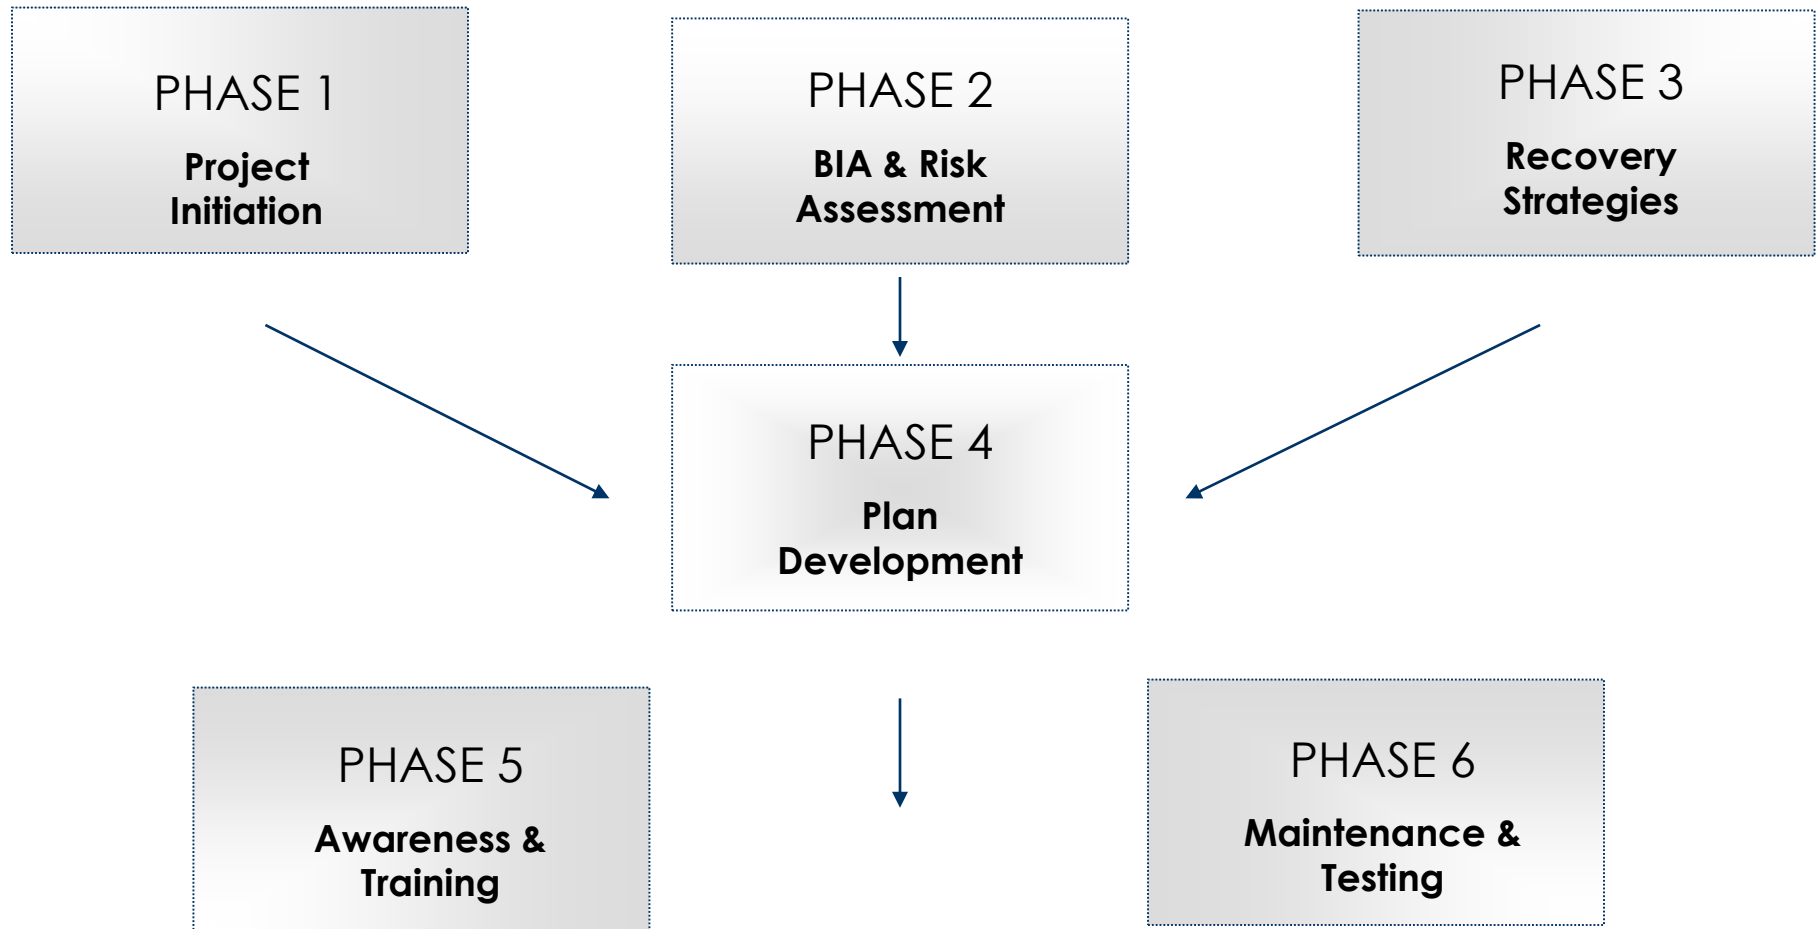 PHASE 1
Project
Initiation
PHASE 2
BIA & Risk
Assessment
PHASE 3
Recovery
Strategies
PHASE 4
Plan
Development
PHASE 5
Awareness &
Training
PHASE 6
Maintenance &
Testing